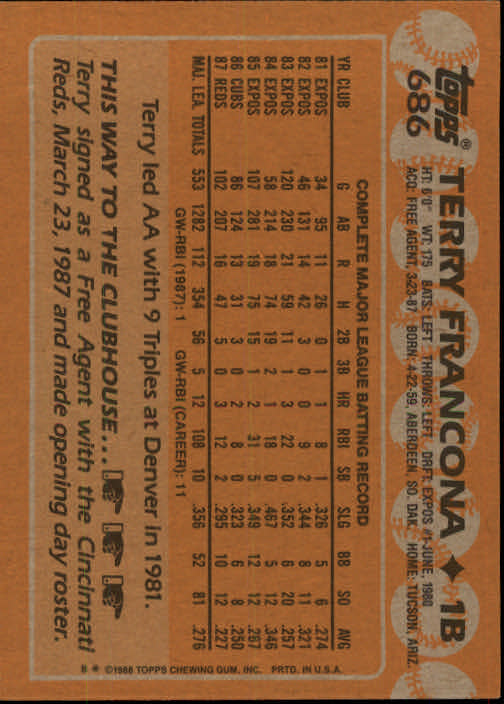 topps®
686
TERRY FRANCONA ♦ 1B
HT: 6'0" WT: 175 BATS: LEFT THROWS: LEFT DRFT: EXPOS #1-JUNE, 1980
ACQ: FREE AGENT, 3-23-87 BORN: 4-22-59, ABERDEEN, SO. DAK. HOME: TUCSON, ARIZ.
COMPLETE MAJOR LEAGUE BATTING RECORD
YR CLUB G AB R H 2B 3B HR RBI SB SLG BB SO AVG
81 EXPOS 34 95 11 26 0 1 1 8 1 .326 5 6 .274
82 EXPOS 46 131 14 42 3 0 0 9 2 .344 8 11 .321
83 EXPOS 120 230 21 59 11 1 3 22 0 .352 6 20 .257
84 EXPOS 58 214 18 74 19 2 1 18 0 .467 5 12 .346
85 EXPOS 107 281 19 75 15 1 2 31 5 .349 12 12 .267
86 CUBS 86 124 13 31 3 0 2 8 0 .323 6 8 .250
87 REDS 102 207 16 47 5 0 3 12 2 .295 10 12 .227
MAJ. LEA. TOTALS 553 1282 112 354 56 5 12 108 10 .356 52 81 .276
GW-RBI (1987): 1 GW-RBI (CAREER): 11
Terry led AA with 9 Triples at Denver in 1981.
THIS WAY TO THE CLUBHOUSE...
Terry signed as a Free Agent with the Cincinnati
Reds, March 23, 1987 and made opening day roster.
B * ©1988 TOPPS CHEWING GUM, INC. PRTD. IN U.S.A.